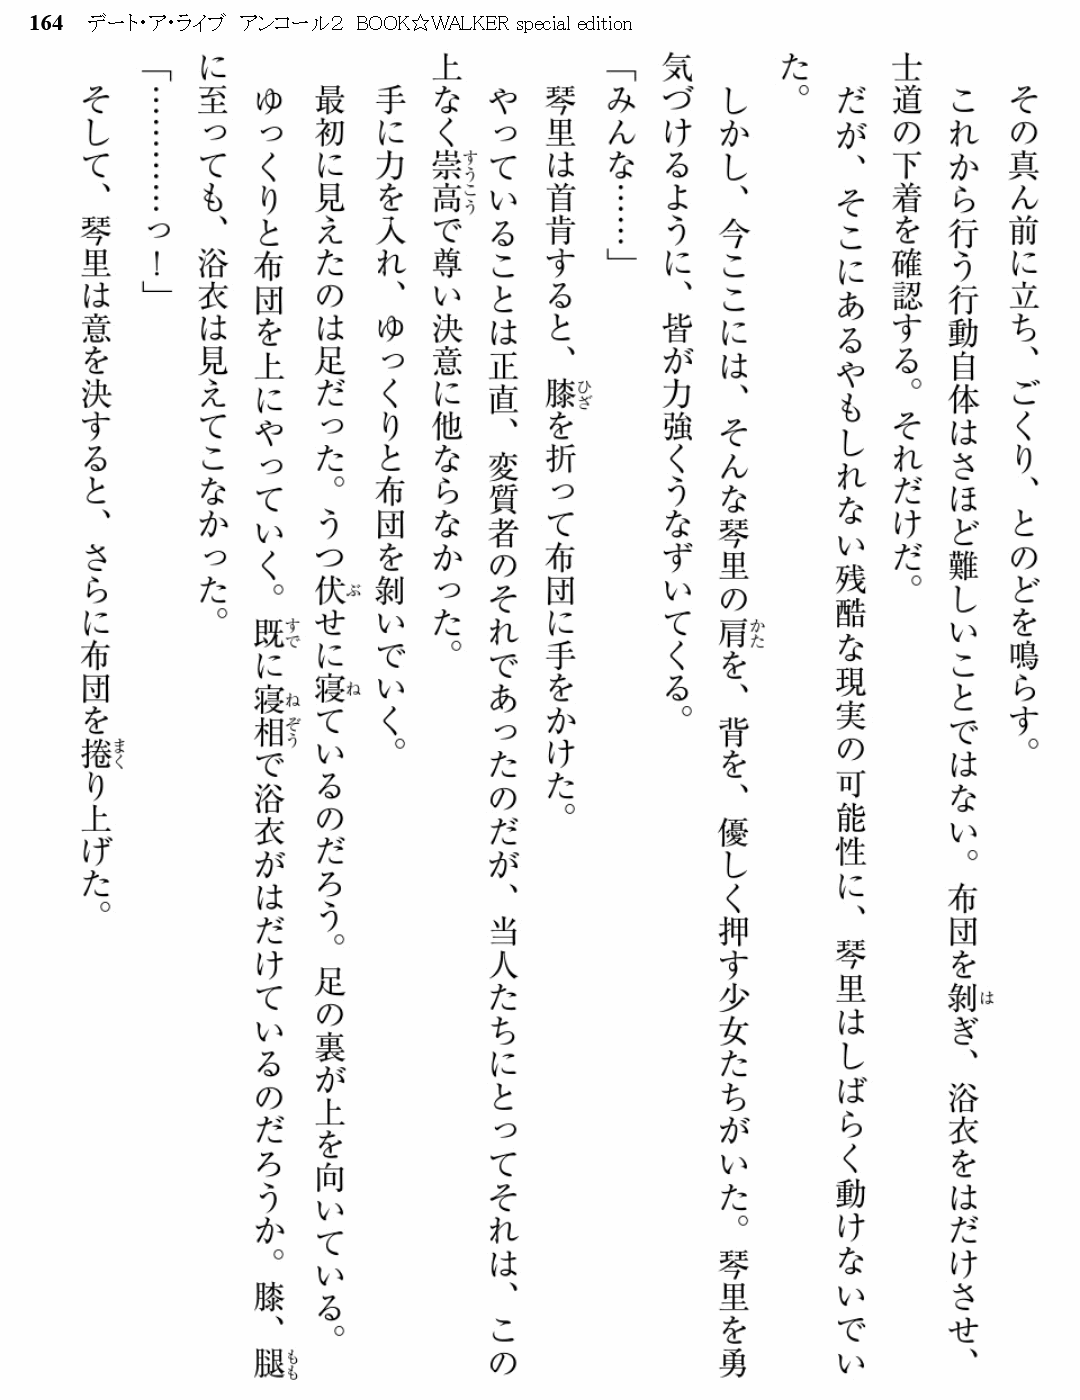 164 デート・ア・ライブ アンコール２ BOOK☆WALKER special edition
その真ん前に立ち、ごくり、とのどを鳴らす。
これから行う行動自体はさほど難しいことではない。布団を剝ぎ、浴衣をはだけさせ、
士道の下着を確認する。それだけだ。
だが、そこにあるやもしれない残酷な現実の可能性に、琴里はしばらく動けないでい
た。
しかし、今ここには、そんな琴里の肩を、背を、優しく押す少女たちがいた。琴里を勇
気づけるように、皆が力強くうなずいてくる。
「みんな……」
琴里は首肯すると、膝を折って布団に手をかけた。
やっていることは正直、変質者のそれであったのだが、当人たちにとってそれは、この
上なく崇高で尊い決意に他ならなかった。
手に力を入れ、ゆっくりと布団を剝いでいく。
最初に見えたのは足だった。うつ伏せに寝ているのだろう。足の裏が上を向いている。
ゆっくりと布団を上にやっていく。既に寝相で浴衣がはだけているのだろうか。膝、腿
に至っても、浴衣は見えてこなかった。
「…………っ！」
そして、琴里は意を決すると、さらに布団を捲り上げた。